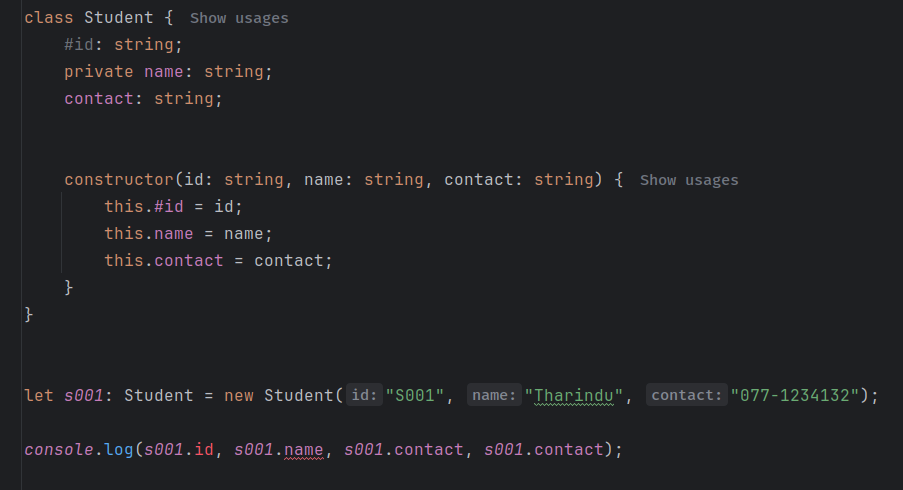 class Student { Show usages
#id: string;
private name: string;
contact: string;
constructor(id: string, name: string, contact: string) { Show usages
this.#id = id;
this.name = name;
this.contact = contact;
}
}
let s001: Student = new Student( id: "S001", name: "Tharindu", contact: "077-1234132");
console.log(s001.id, s001.name, s001.contact, s001.contact);